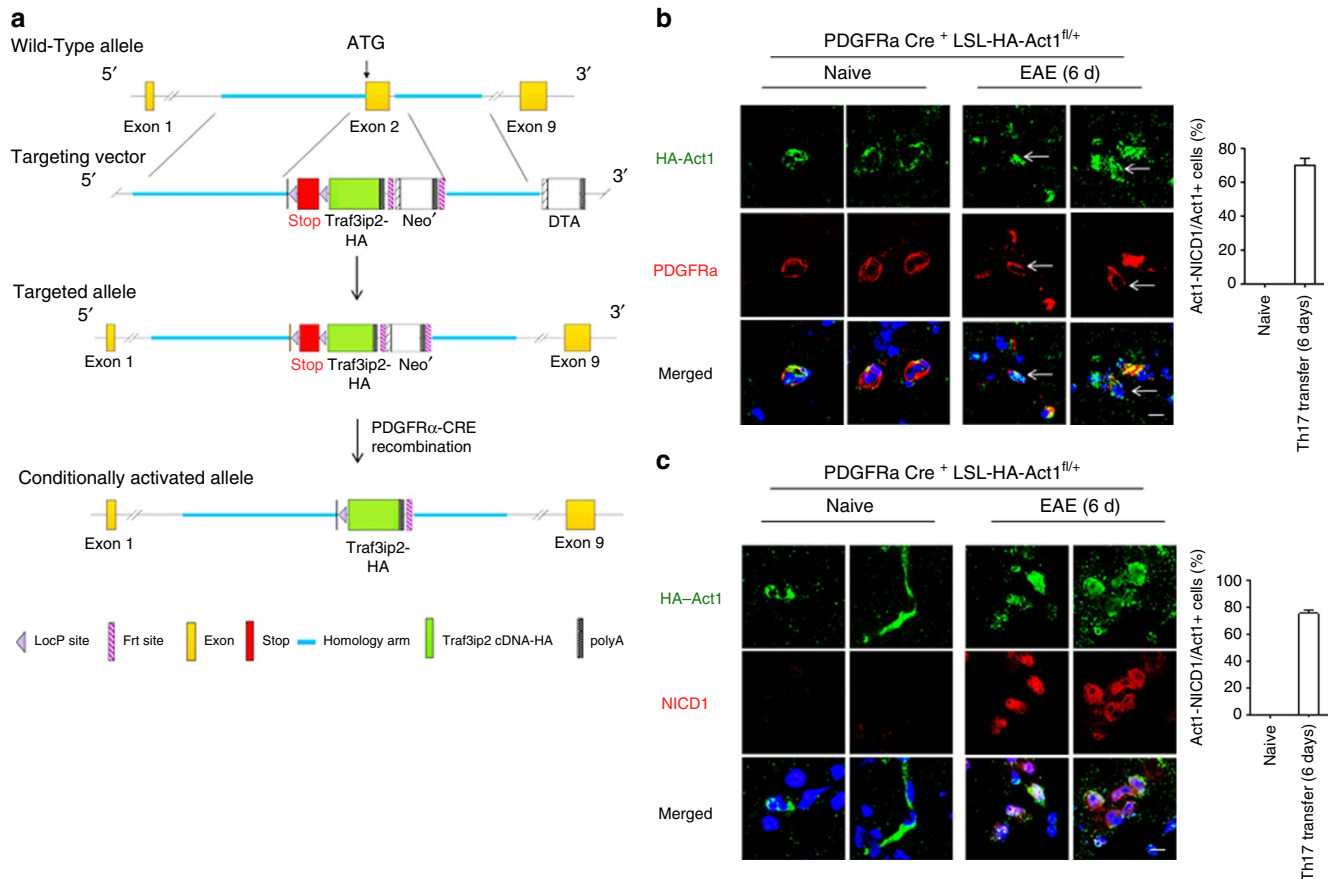 a
Wild-Type allele
ATG
5′
3′
Exon 1
Exon 2
Exon 9
Targeting vector
5′
3′
Stop
Traf3ip2-
HA
Neo′
DTA
Targeted allele
5′
3′
Exon 1
Stop
Traf3ip2-
HA
Neo′
Exon 9
PDGFRα-CRE
recombination
Conditionally activated allele
Exon 1
Traf3ip2-
HA
Exon 9
LocP site
Frt site
Exon
Stop
Homology arm
Traf3ip2 cDNA-HA
polyA
b
PDGFRa Cre + LSL-HA-Act1fl/+
Naive
EAE (6 d)
HA-Act1
PDGFRa
Merged
Act1-NICD1/Act1+ cells (%)
80
60
40
20
0
Naive
Th17 transfer (6 days)
c
PDGFRa Cre + LSL-HA-Act1fl/+
Naive
EAE (6 d)
HA–Act1
NICD1
Merged
Act1-NICD1/Act1+ cells (%)
100
80
60
40
20
0
Naive
Th17 transfer (6 days)